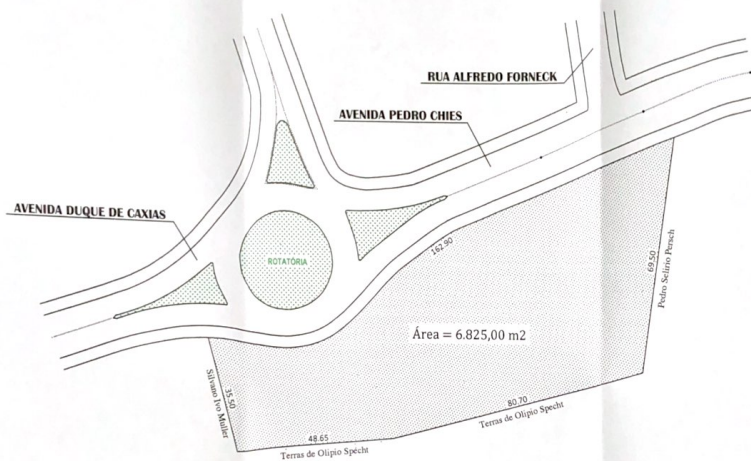 RUA ALFREDO FORNECK
AVENIDA PEDRO CHIES
AVENIDA DUQUE DE CAXIAS
ROTATÓRIA
162.90
69.50
Pedro Selirio Persch
Área = 6.825,00 m2
Silvano Ivo Muller
35.50
48.65
Terras de Olipio Specht
80.70
Terras de Olipio Specht